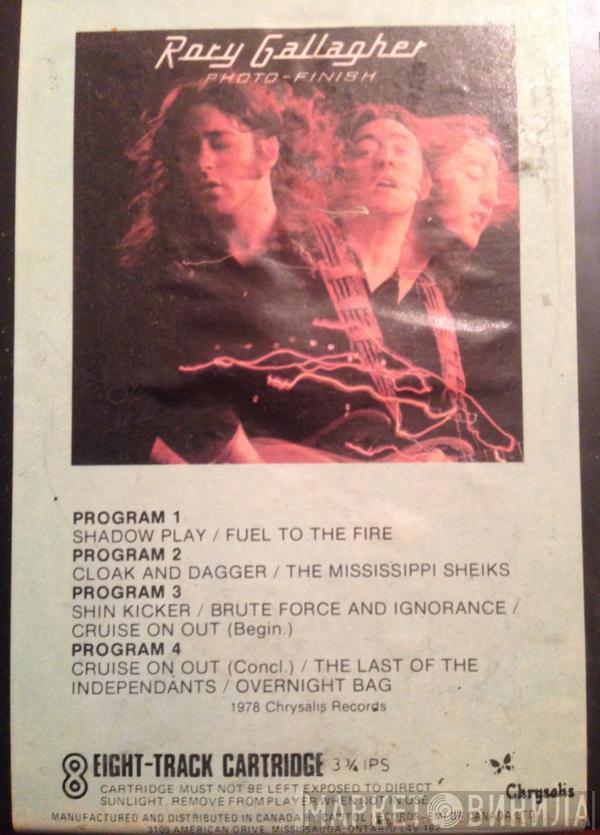 Rory Gallagher
PHOTO-FINISH
PROGRAM 1
SHADOW PLAY / FUEL TO THE FIRE
PROGRAM 2
CLOAK AND DAGGER / THE MISSISSIPPI SHEIKS
PROGRAM 3
SHIN KICKER / BRUTE FORCE AND IGNORANCE /
CRUISE ON OUT (Begin.)
PROGRAM 4
CRUISE ON OUT (Concl.) / THE LAST OF THE
INDEPENDANTS / OVERNIGHT BAG
1978 Chrysalis Records
8 EIGHT-TRACK CARTRIDGE 3 ¾ IPS
CARTRIDGE MUST NOT BE LEFT EXPOSED TO DIRECT
SUNLIGHT. REMOVE FROM PLAYER WHEN NOT IN USE
Chrysalis
MANUFACTURED AND DISTRIBUTED IN CANADA BY CAPITOL RECORDS-EMI OF CANADA LTD.
3109 AMERICAN DRIVE, MISSISSAUGA, ONTARIO L4V 1B2